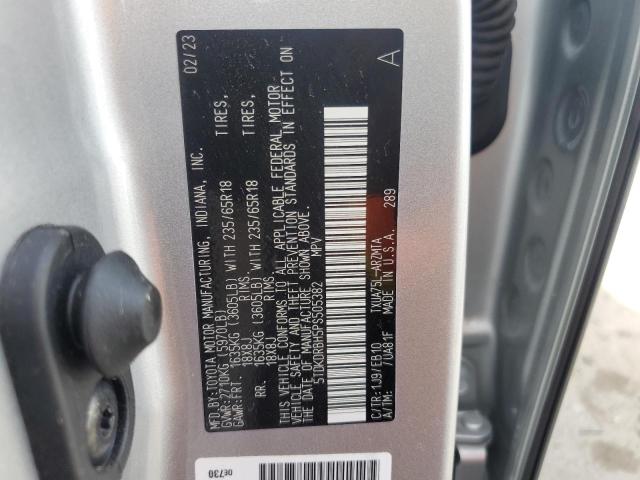 MFD.BY:TOYOTA MOTOR MANUFACTURING, INDIANA, INC. 02/23
GVWR:2710KG (5970LB)
GAWR:FRT. 1635KG (3605LB) WITH 235/65R18 TIRES,
18X8J RIMS,
RR. 1635KG (3605LB) WITH 235/65R18 TIRES,
18X8J RIMS,
THIS VEHICLE CONFORMS TO ALL APPLICABLE FEDERAL MOTOR
VEHICLE SAFETY AND THEFT PREVENTION STANDARDS IN EFFECT ON
THE DATE OF MANUFACTURE SHOWN ABOVE.
5TDKDRBH5PS505382 MPV
A
C/TR:1J9/EB10 TXUA75L-ARZMTA 289
A/TM: /UA81F MADE IN U.S.A.
0E730